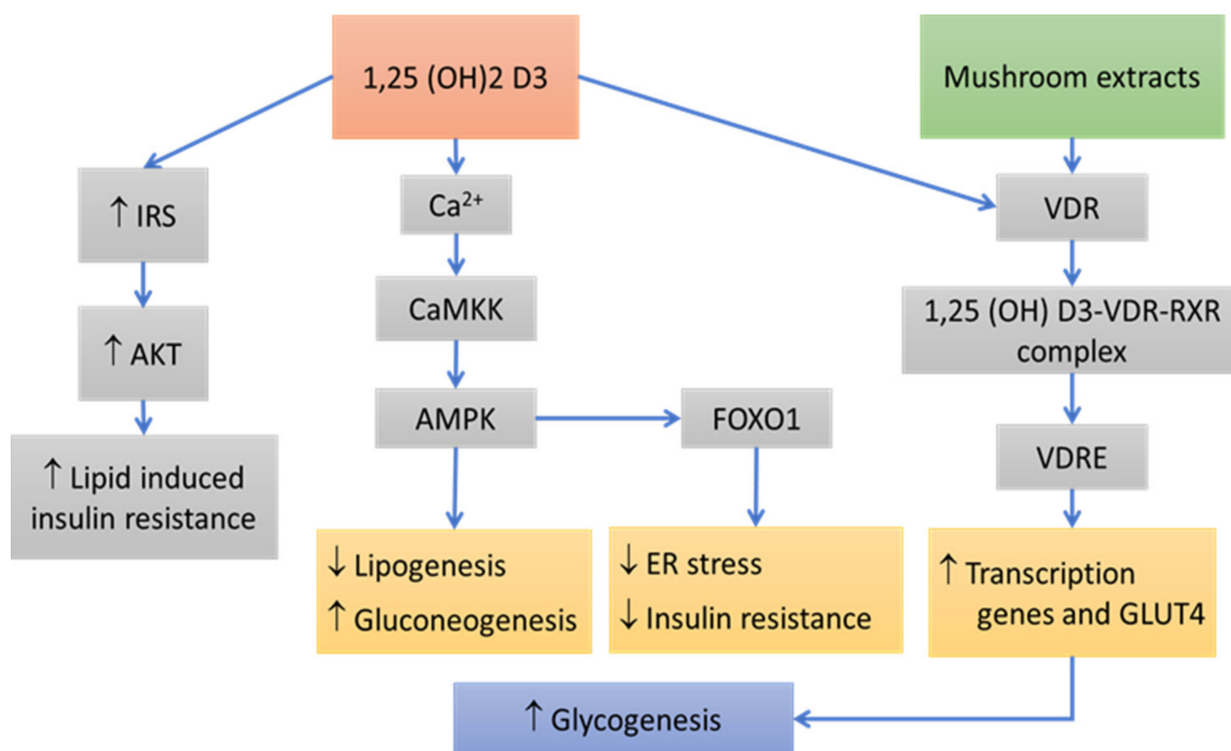 1,25 (OH)2 D3
Mushroom extracts
↑ IRS
Ca²⁺
VDR
CaMKK
1,25 (OH) D3-VDR-RXR
complex
↑ AKT
AMPK
FOXO1
VDRE
↑ Lipid induced
insulin resistance
↓ Lipogenesis
↑ Gluconeogenesis
↓ ER stress
↓ Insulin resistance
↑ Transcription
genes and GLUT4
↑ Glycogenesis